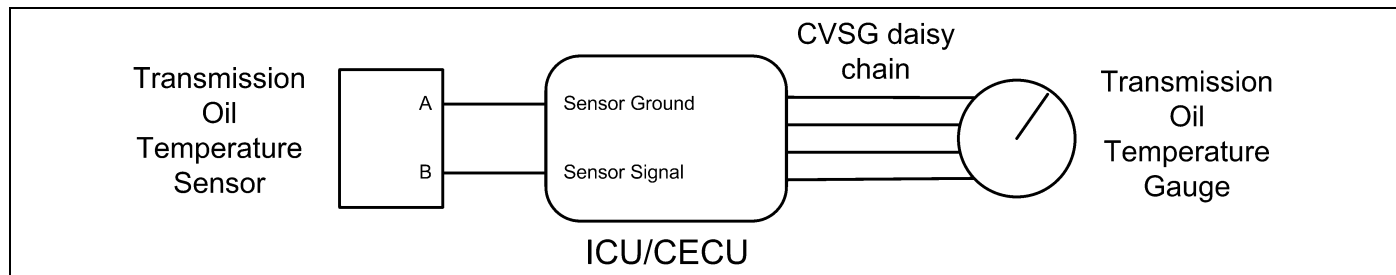 Transmission
Oil
Temperature
Sensor
A
B
Sensor Ground
Sensor Signal
ICU/CECU
CVSG daisy
chain
Transmission
Oil
Temperature
Gauge